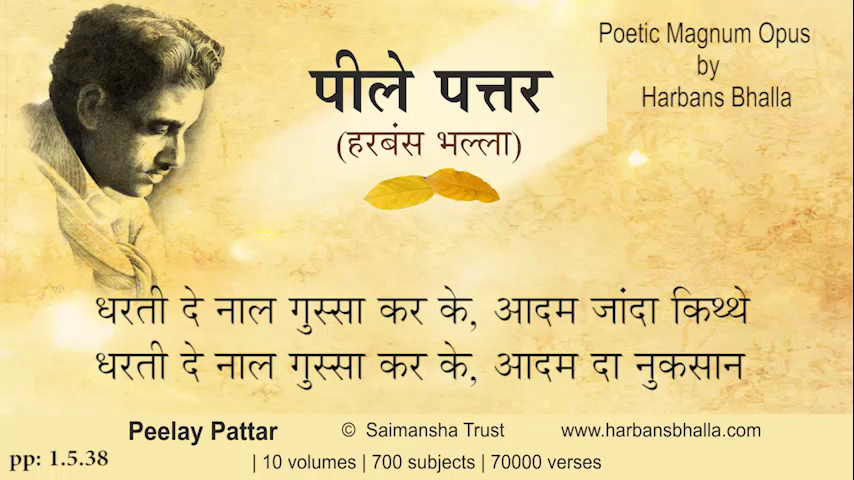 पीले पत्तर
(हरबंस भल्ला)
Poetic Magnum Opus
by
Harbans Bhalla
धरती दे नाल गुस्सा कर के, आदम जांदा किथ्थे
धरती दे नाल गुस्सा कर के, आदम दा नुकसान
Peelay Pattar © Saimansha Trust www.harbansbhalla.com
pp: 1.5.38 | 10 volumes | 700 subjects | 70000 verses